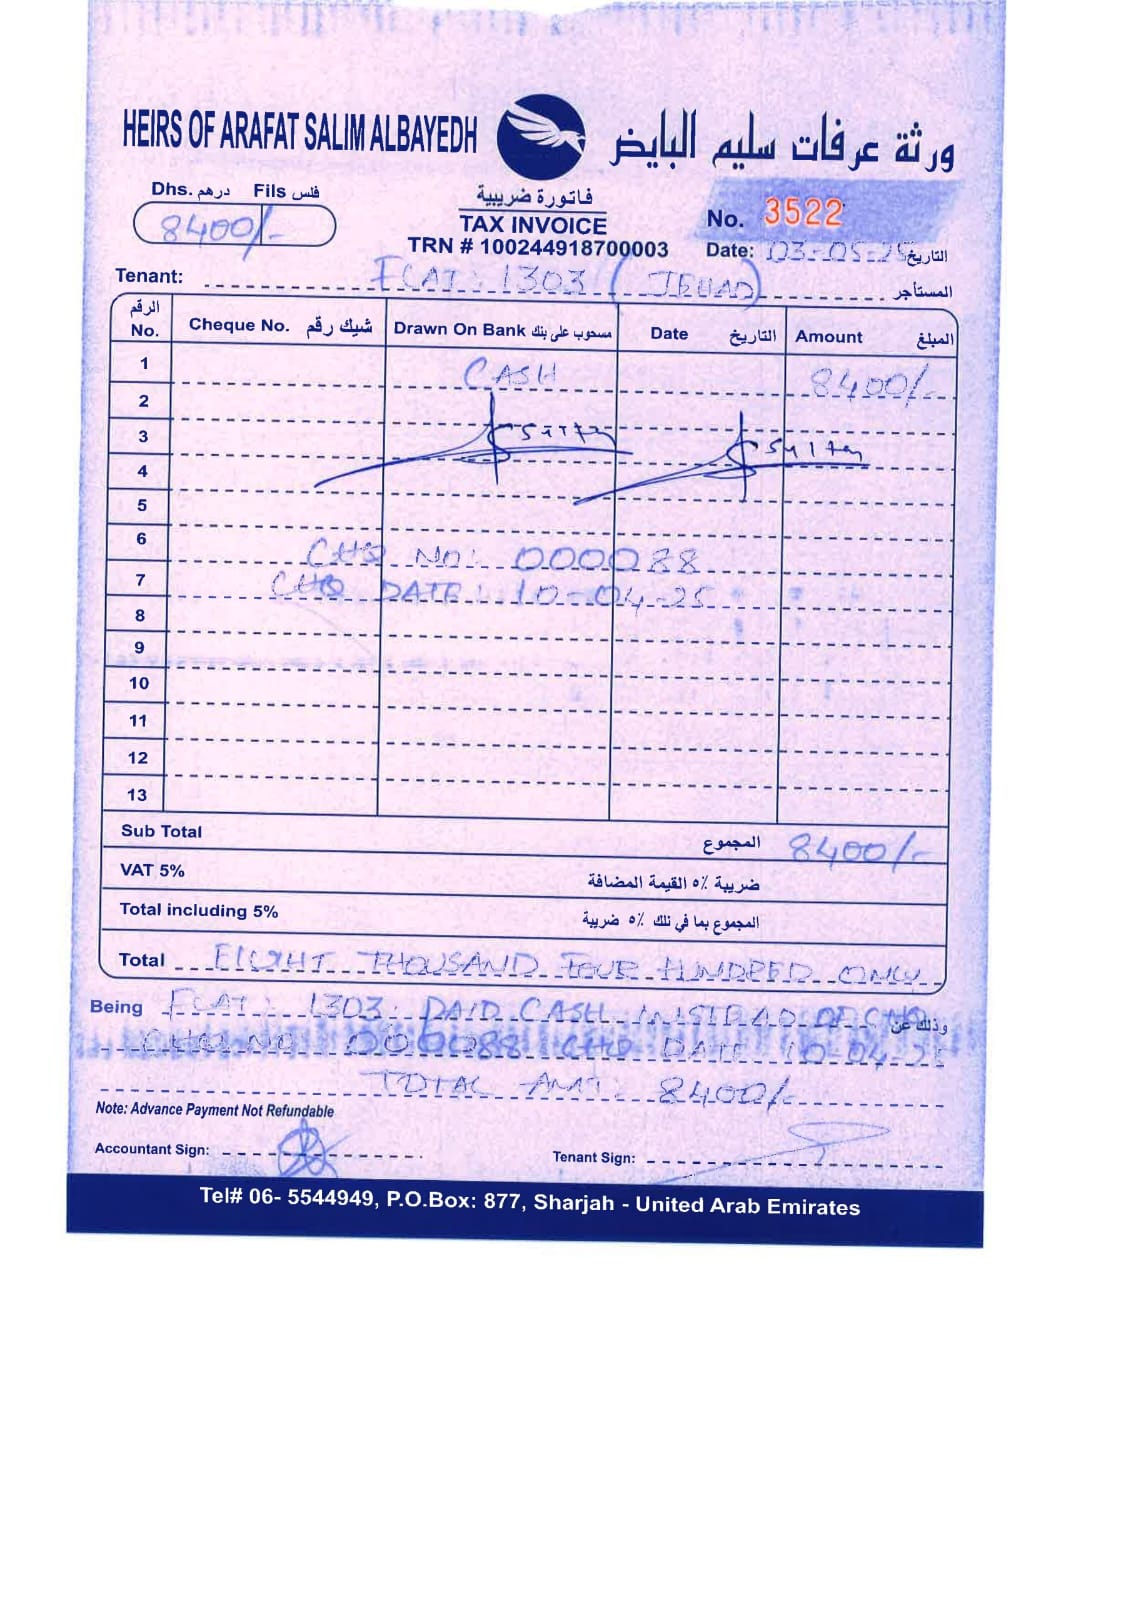 HEIRS OF ARAFAT SALIM ALBAYEDH ورثة عرفات سليم البايض
Dhs. درهم Fils فلس
8400/-
فاتورة ضريبية
TAX INVOICE
TRN # 100244918700003
No. 3522
Date: 03-05-25 التاريخ
Tenant: FLAT: 1303 (JEUAD) المستأجر
الرقم No. Cheque No. شيك رقم Drawn On Bank مسحوب على بنك Date التاريخ Amount المبلغ
1 CASH 8400/-
2
3
4
5
6 CHQ NO: 000088
7 CHQ DATE: 10-04-25
8
9
10
11
12
13
Sub Total المجموع 8400/-
VAT 5% ضريبة ٥٪ القيمة المضافة
Total including 5% المجموع بما في تلك ٥٪ ضريبة
Total EIGHT THOUSAND FOUR HUNDRED ONLY
Being FLAT: 1303. PAID CASH INSTEAD OF CHQ وذلك عن
CHQ NO 000088 CHQ DATE 10-04-25
TOTAL AMT: 8400/-
Note: Advance Payment Not Refundable
Accountant Sign:
Tenant Sign:
Tel# 06- 5544949, P.O.Box: 877, Sharjah - United Arab Emirates